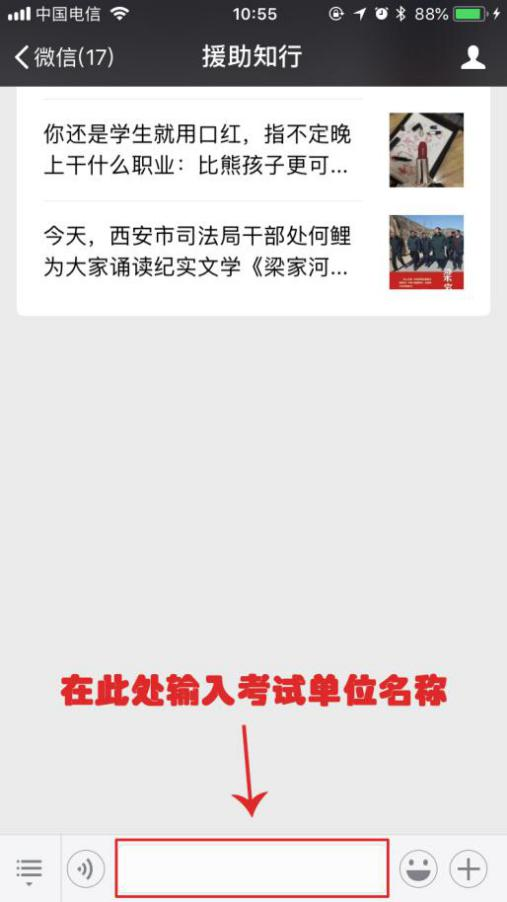 中国电信 10:55 88%
微信(17) 援助知行
你还是学生就用口红，指不定晚
上干什么职业：比熊孩子更可...
今天，西安市司法局干部处何鲤
为大家诵读纪实文学《梁家河...
在此处输入考试单位名称